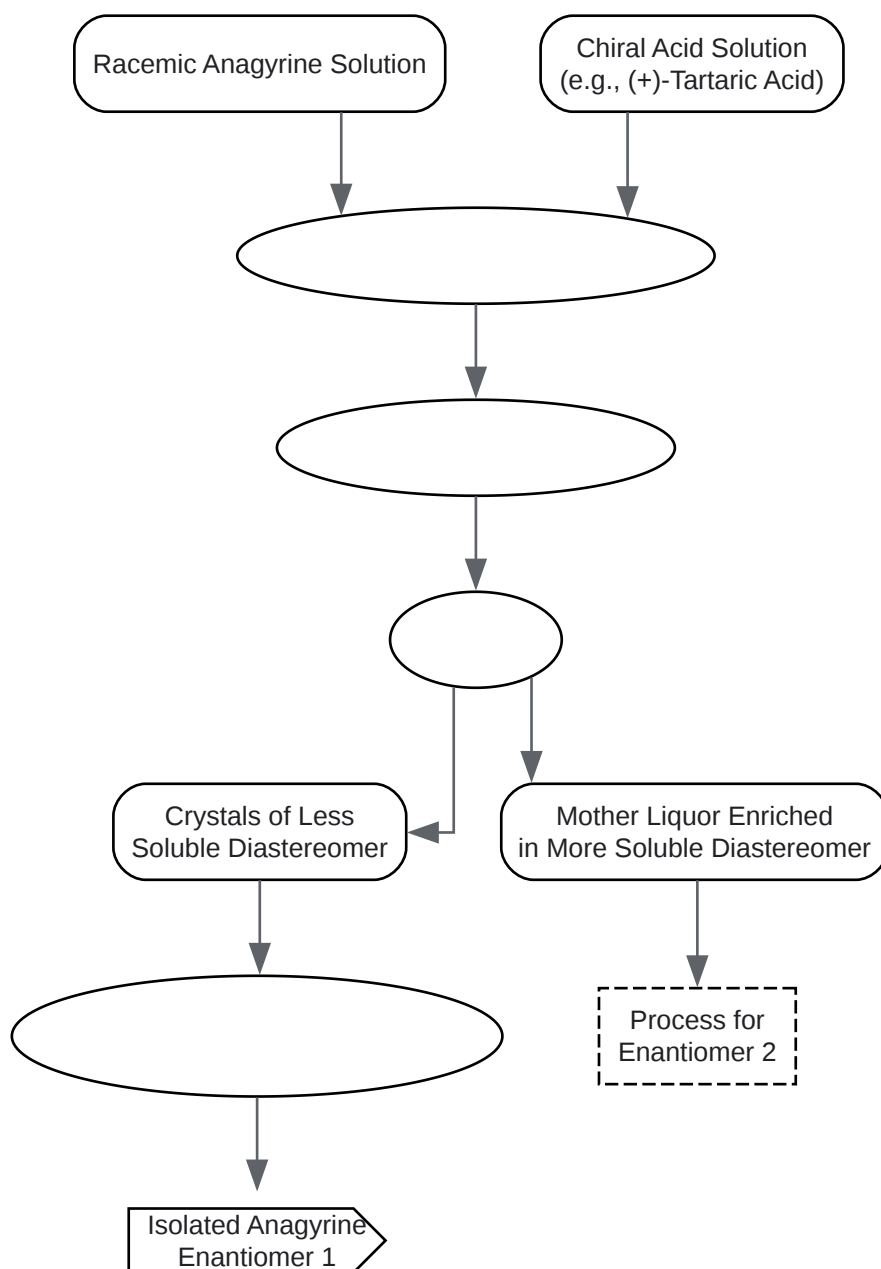 Racemic Anagyrine Solution
Chiral Acid Solution
(e.g., (+)-Tartaric Acid)
Crystals of Less
Soluble Diastereomer
Mother Liquor Enriched
in More Soluble Diastereomer
Process for
Enantiomer 2
Isolated Anagyrine
Enantiomer 1